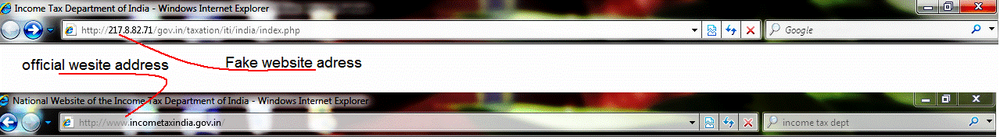 Income Tax Department of India - Windows Internet Explorer
http://217.8.82.71/gov.in/taxation/iti/india/index.php
Google
official wesite address
Fake website adress
National Website of the Income Tax Department of India - Windows Internet Explorer
http://www.incometaxindia.gov.in/
income tax dept